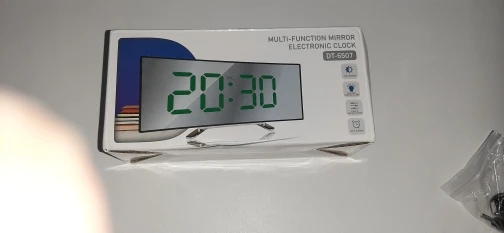 MULTI-FUNCTION MIRROR
ELECTRONIC CLOCK
DT-6507
20:30